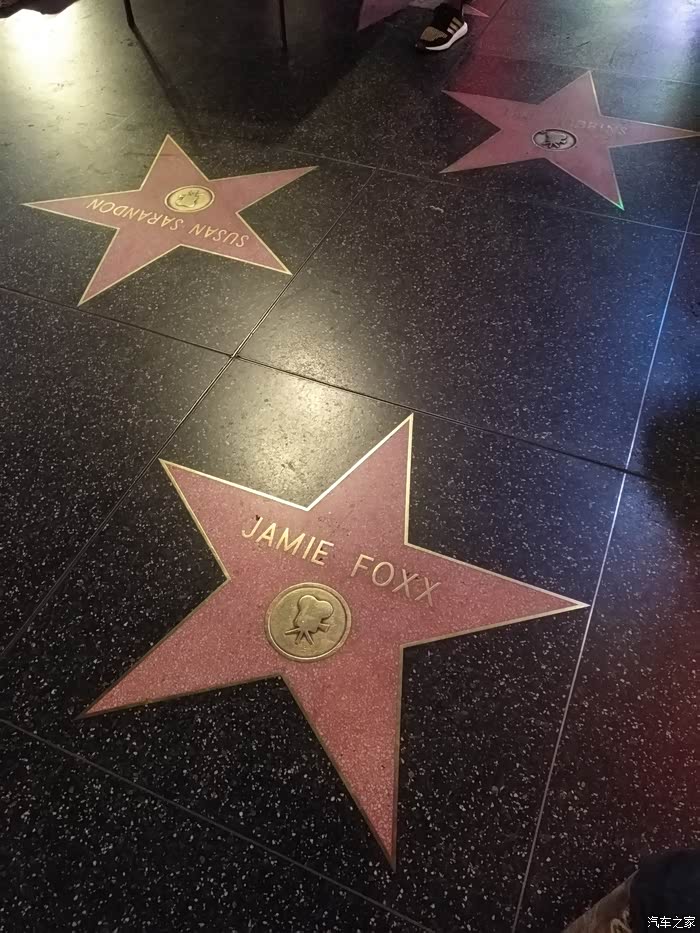 SUSAN SARANDON
JAMIE FOXX
汽车之家